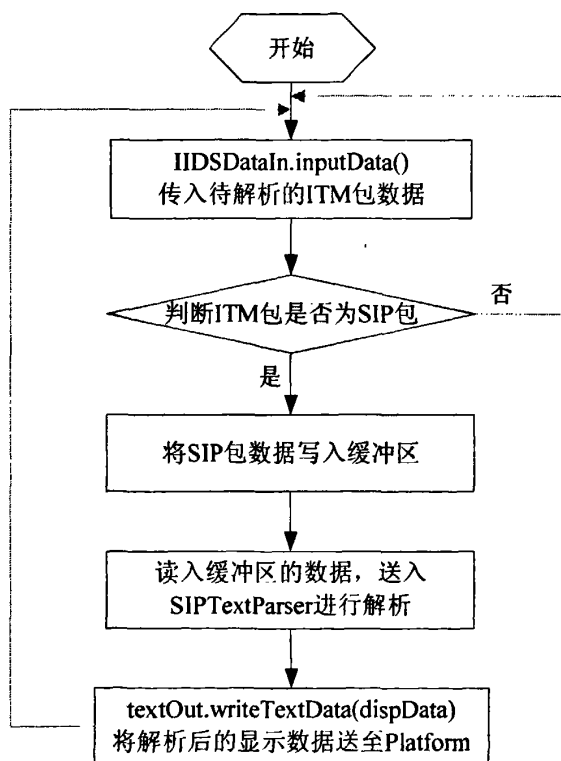 开始
IIDSDataIn.inputData()
传入待解析的ITM包数据
判断ITM包是否为SIP包
否
是
将SIP包数据写入缓冲区
读入缓冲区的数据，送入
SIPTextParser进行解析
textOut.writeTextData(dispData)
将解析后的显示数据送至Platform